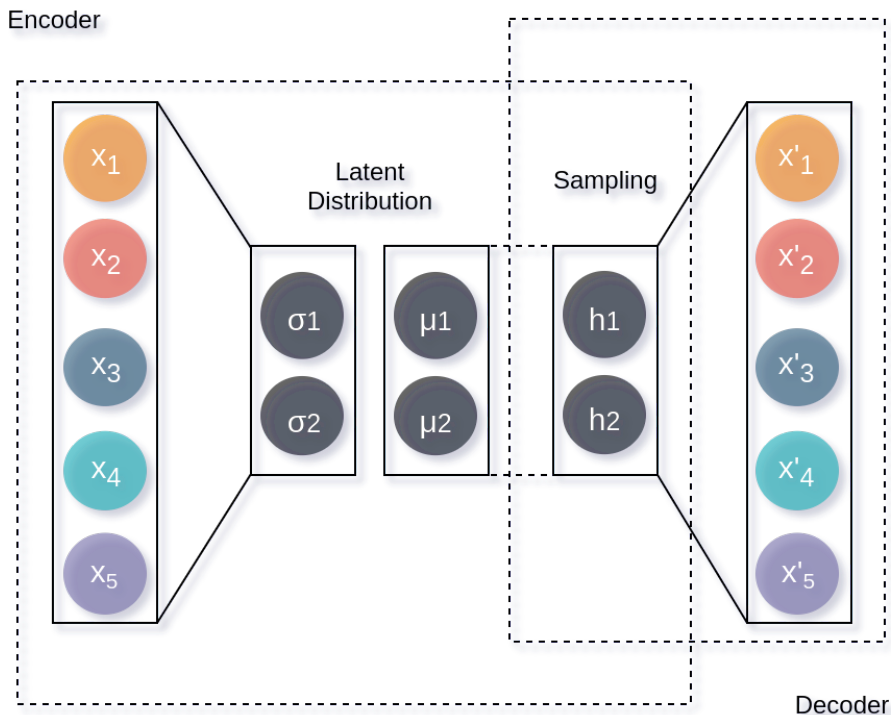 Encoder
Latent
Distribution
Sampling
x1
x2
x3
x4
x5
σ1
σ2
μ1
μ2
h1
h2
x'1
x'2
x'3
x'4
x'5
Decoder